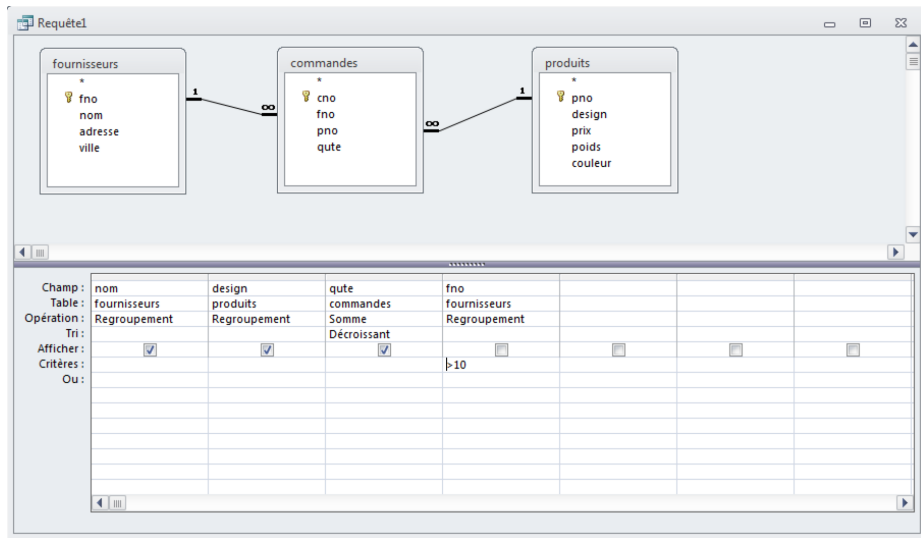 Requête1
fournisseurs commandes produits
* * *
fno cno pno
nom fno design
adresse pno prix
ville qute poids
couleur
1 ∞ ∞ 1
Champ : nom design qute fno
Table : fournisseurs produits commandes fournisseurs
Opération : Regroupement Regroupement Somme Regroupement
Tri : Décroissant
Afficher :
Critères : >10
Ou :